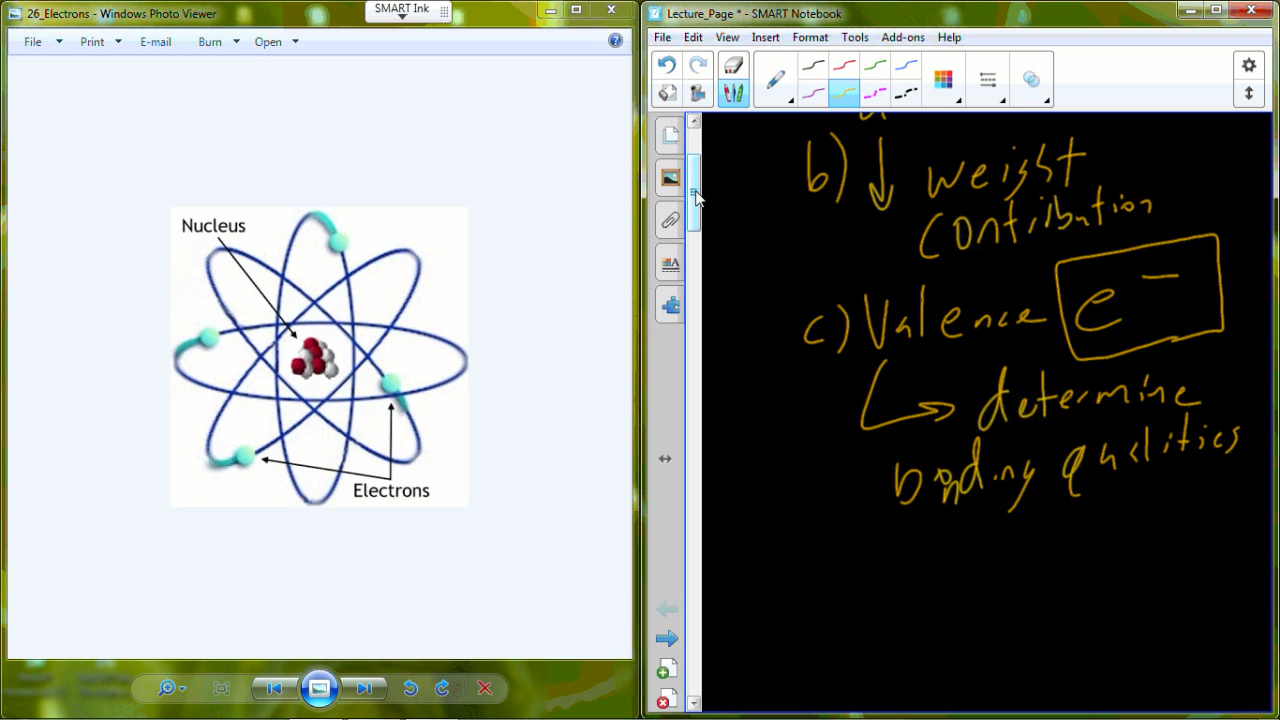 26_Electrons - Windows Photo Viewer
SMART Ink
File Print E-mail Burn Open
Nucleus
Electrons
Lecture_Page * - SMART Notebook
File Edit View Insert Format Tools Add-ons Help
b) ↓ weight
contribution
c) Valence e⁻
↳ determine
bonding qualities